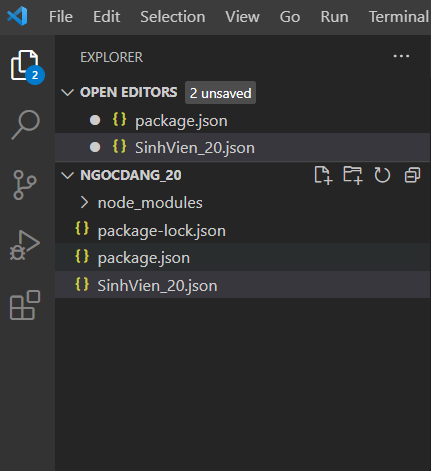 File Edit Selection View Go Run Terminal
EXPLORER
OPEN EDITORS 2 unsaved
{} package.json
{} SinhVien_20.json
NGOCDANG_20
node_modules
{} package-lock.json
{} package.json
{} SinhVien_20.json
2